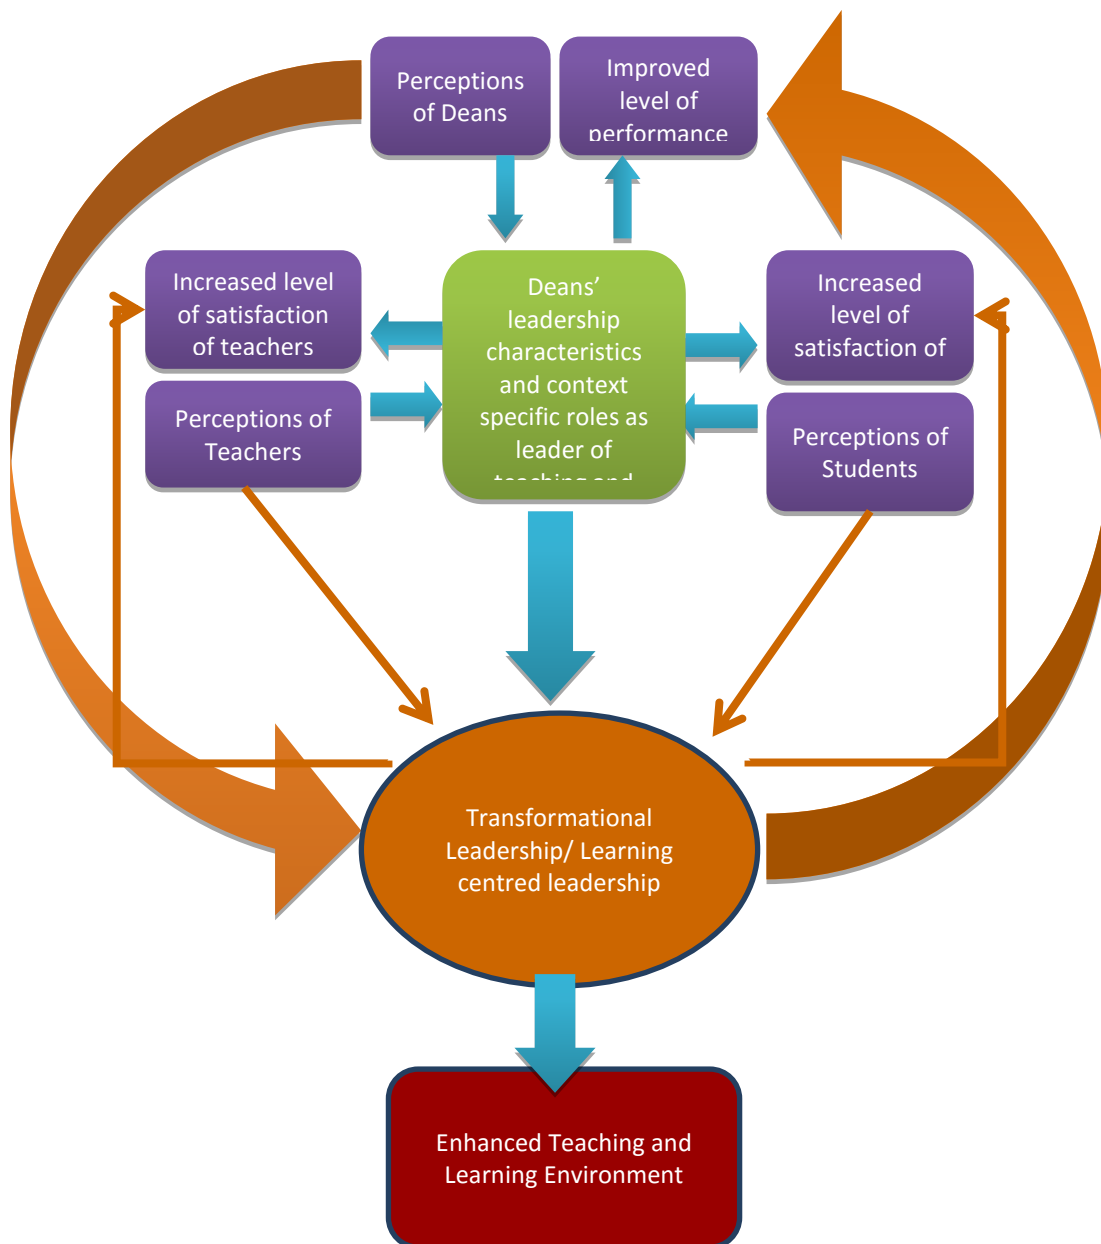 Perceptions
of Deans
Improved
level of
performance
Increased level
of satisfaction
of teachers
Deans’
leadership
characteristics
and context
specific roles as
leader of
teaching and
Increased
level of
satisfaction of
Perceptions of
Teachers
Perceptions of
Students
Transformational
Leadership/ Learning
centred leadership
Enhanced Teaching and
Learning Environment